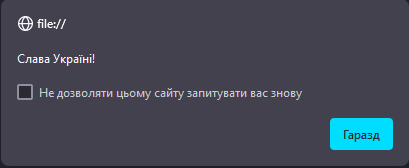 file://
Слава Україні!
Не дозволяти цьому сайту запитувати вас знову
Гаразд